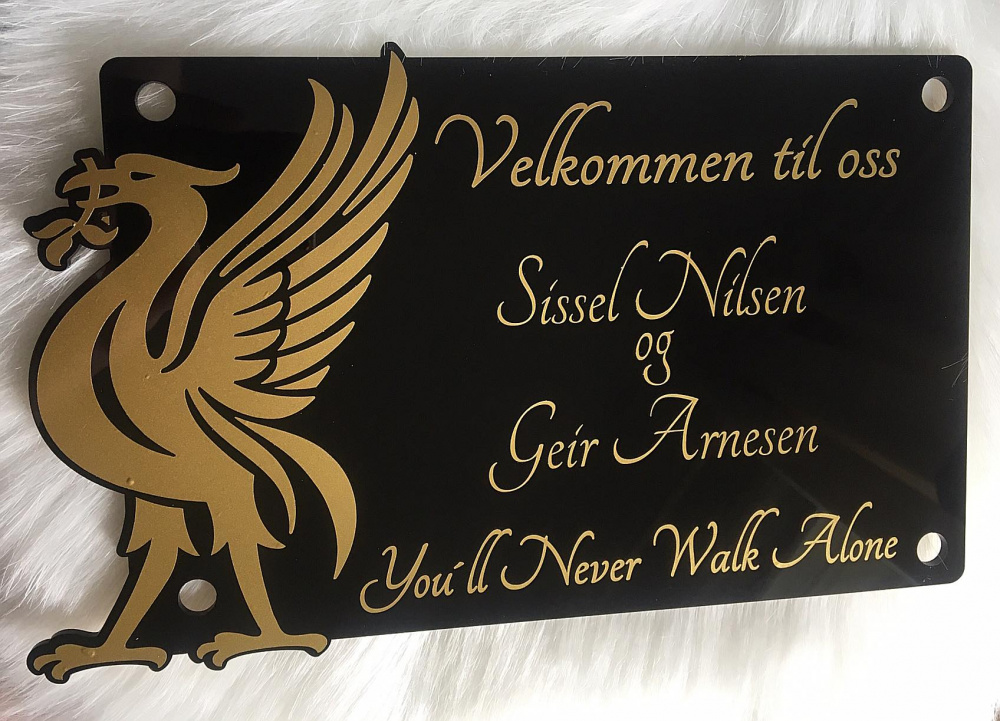 Velkommen til oss
Sissel Nilsen
og
Geir Arnesen
You´ll Never Walk Alone